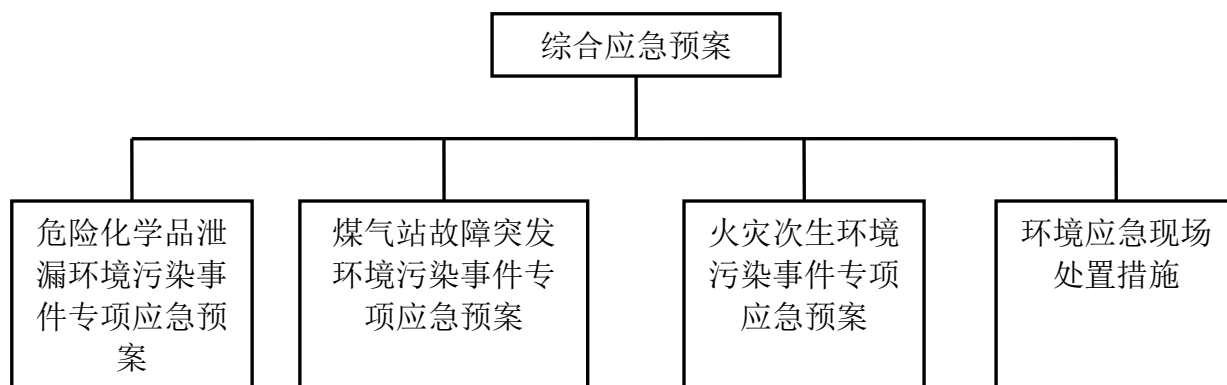 综合应急预案
危险化学品泄
漏环境污染事
件专项应急预
案
煤气站故障突发
环境污染事件专
项应急预案
火灾次生环境
污染事件专项
应急预案
环境应急现场
处置措施